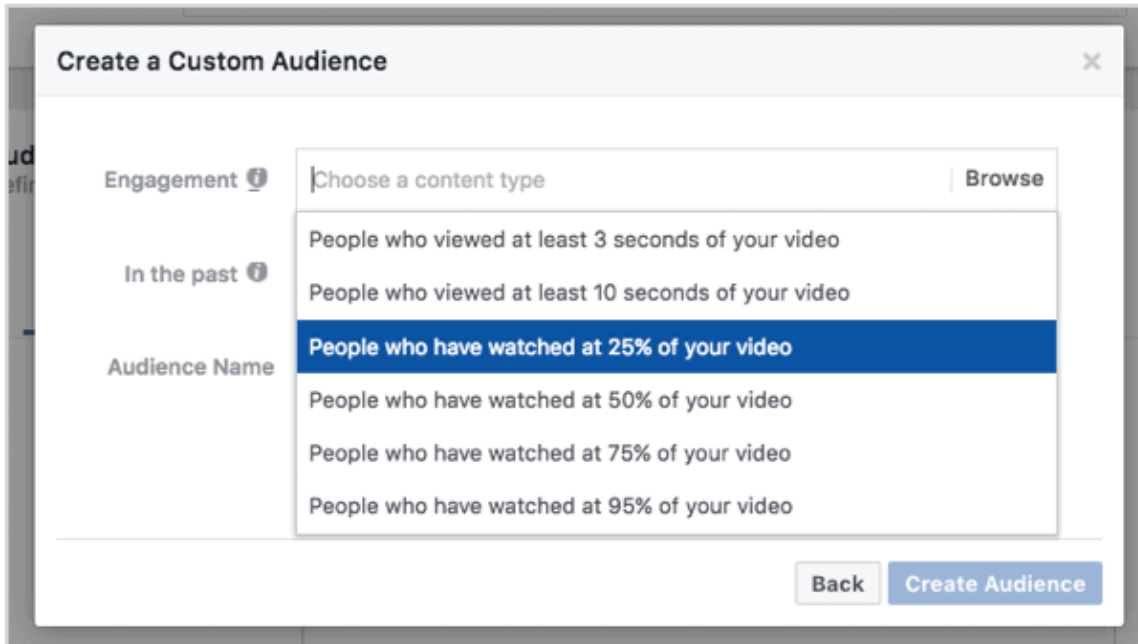 Create a Custom Audience
Engagement
Choose a content type
Browse
People who viewed at least 3 seconds of your video
People who viewed at least 10 seconds of your video
In the past
People who have watched at 25% of your video
Audience Name
People who have watched at 50% of your video
People who have watched at 75% of your video
People who have watched at 95% of your video
Back
Create Audience